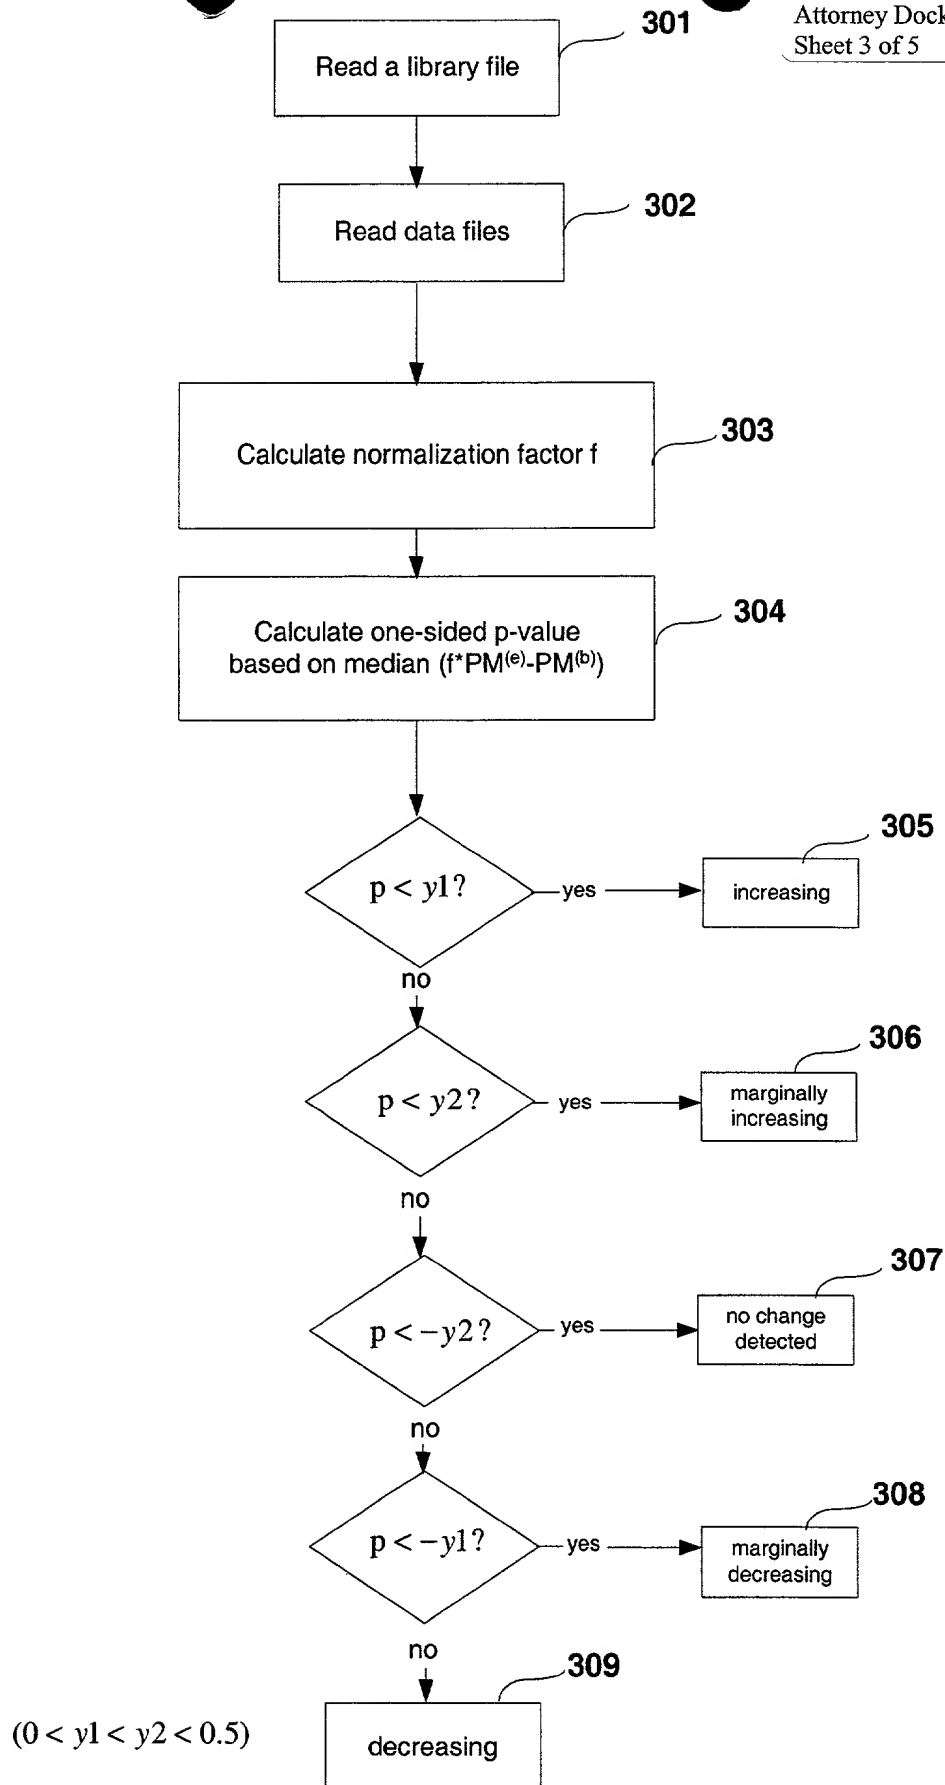 Attorney Dock
Sheet 3 of 5
301
Read a library file
302
Read data files
303
Calculate normalization factor f
304
Calculate one-sided p-value
based on median (f*PM(e)-PM(b))
p < y1?
yes
305
increasing
no
p < y2?
yes
306
marginally
increasing
no
p < -y2?
yes
307
no change
detected
no
p < -y1?
yes
308
marginally
decreasing
no
309
decreasing
(0 < y1 < y2 < 0.5)